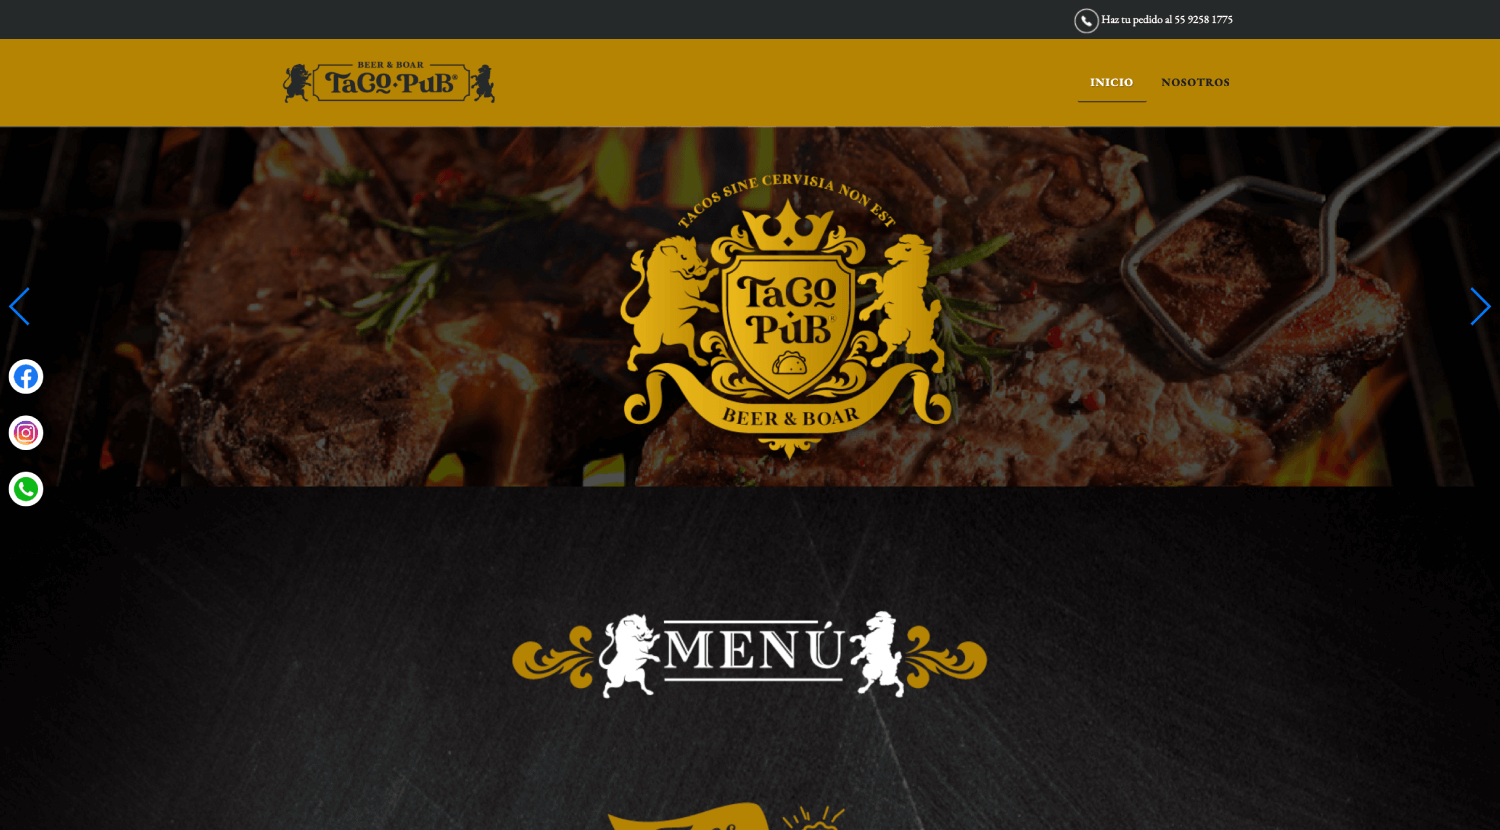 Haz tu pedido al 55 9258 1775
BEER & BOAR
TaCo·PuB®
INICIO
NOSOTROS
TACOS SINE CERVISIA NON EST
TaCo
PuB®
BEER & BOAR
MENÚ